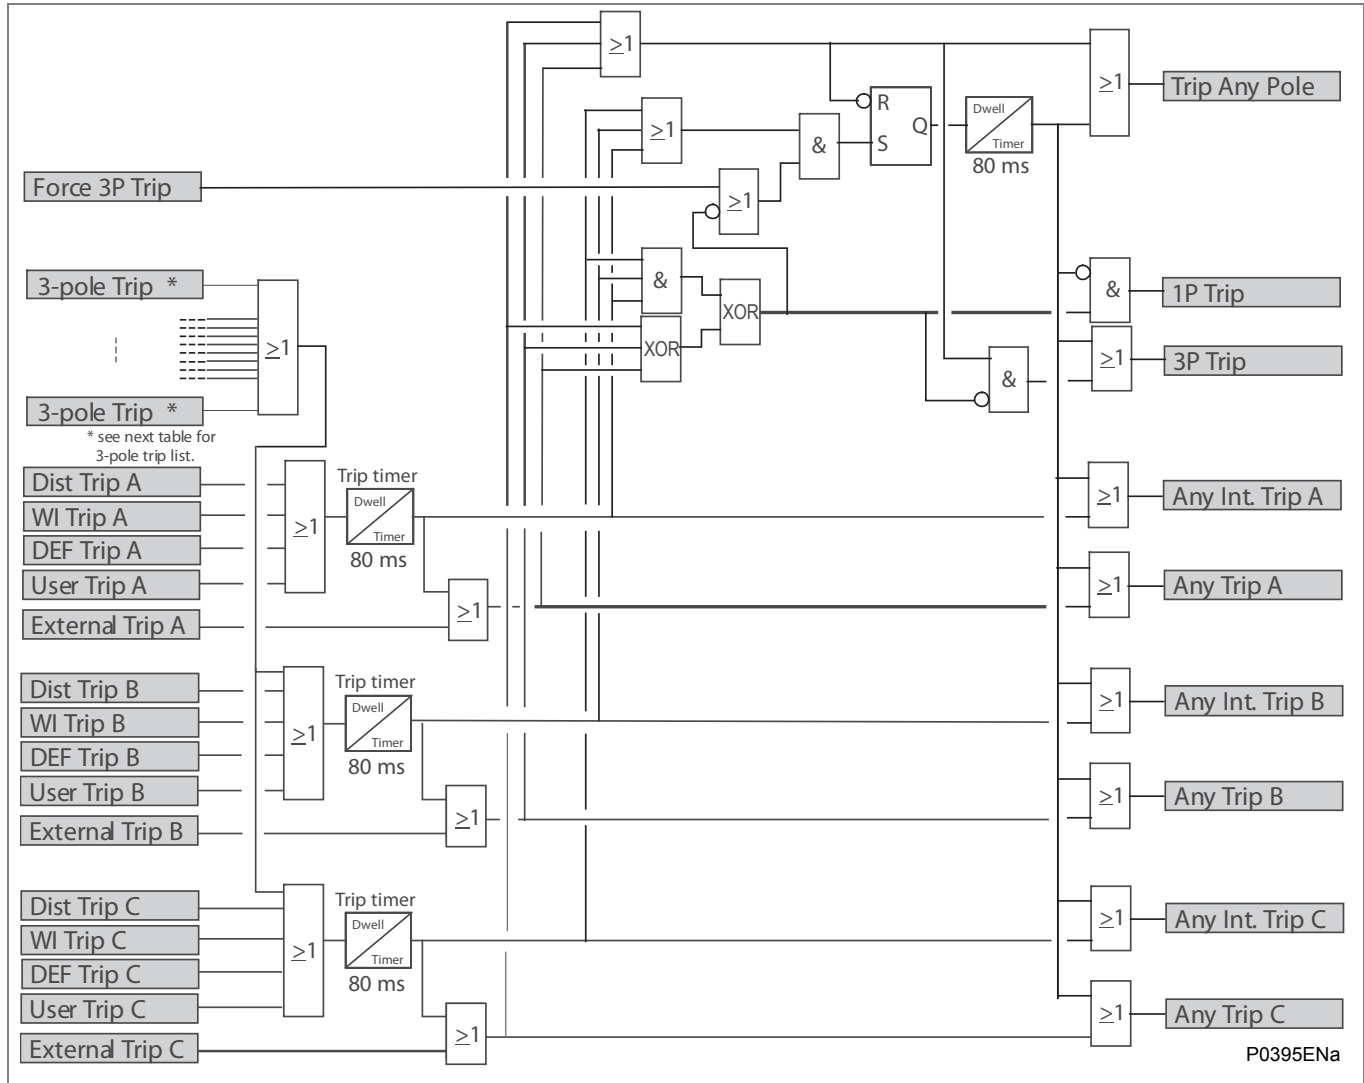 ≥1
≥1
Trip Any Pole
≥1
R
S
Q
Dwell
Timer
80 ms
&
Force 3P Trip
≥1
3-pole Trip *
≥1
3-pole Trip *
* see next table for
3-pole trip list.
&
XOR
XOR
&
1P Trip
≥1
3P Trip
&
Dist Trip A
WI Trip A
DEF Trip A
User Trip A
External Trip A
≥1
Trip timer
Dwell
Timer
80 ms
≥1
≥1
Any Int. Trip A
≥1
Any Trip A
Dist Trip B
WI Trip B
DEF Trip B
User Trip B
External Trip B
≥1
Trip timer
Dwell
Timer
80 ms
≥1
≥1
Any Int. Trip B
≥1
Any Trip B
Dist Trip C
WI Trip C
DEF Trip C
User Trip C
External Trip C
≥1
Trip timer
Dwell
Timer
80 ms
≥1
≥1
Any Int. Trip C
≥1
Any Trip C
P0395ENa